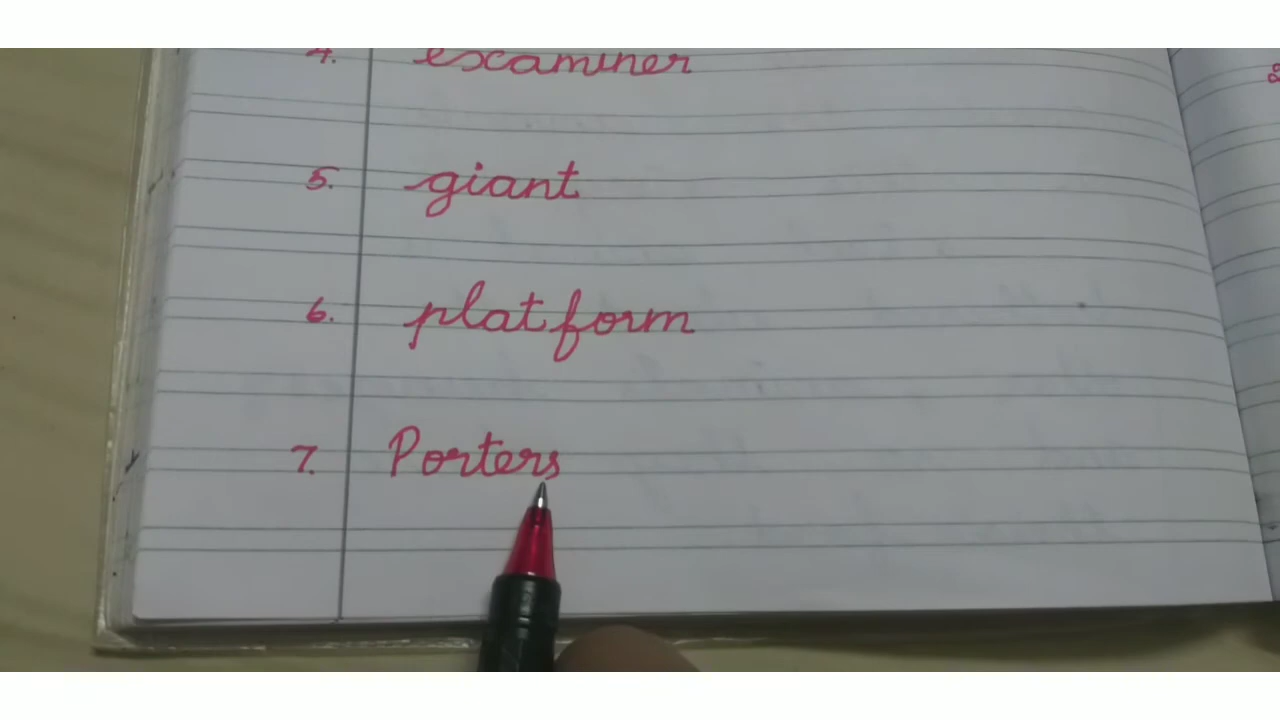 4. examiner
5. giant
6. platform
7. Porters